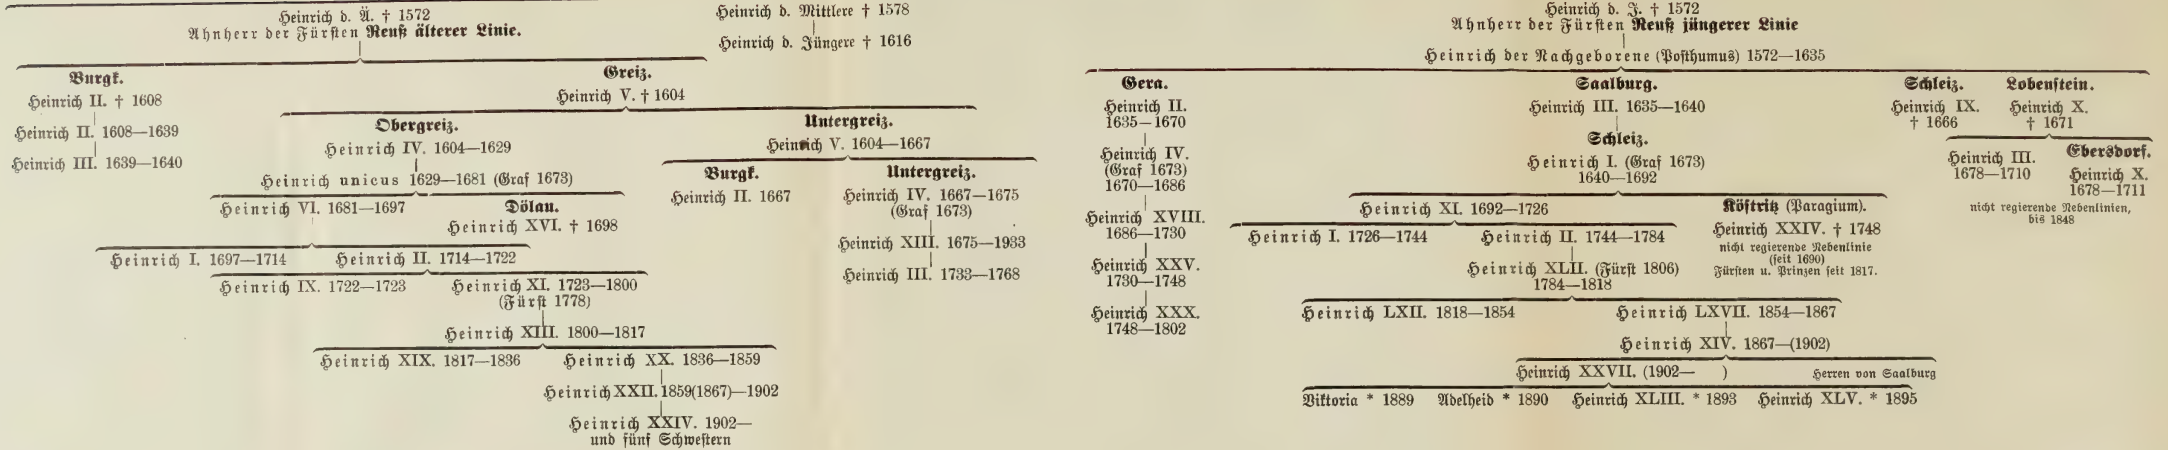 Heinrich d. Ä. † 1572
Ahnherr der Fürsten Reuß älterer Linie.
Heinrich d. Mittlere † 1578
Heinrich d. Jüngere † 1616
Burgk.
Heinrich II. † 1608
Heinrich II. 1608—1639
Heinrich III. 1639—1640
Greiz.
Heinrich V. † 1604
Obergreiz.
Heinrich IV. 1604—1629
Heinrich unicus 1629—1681 (Graf 1673)
Heinrich VI. 1681—1697
Dölau.
Heinrich XVI. † 1698
Heinrich I. 1697—1714
Heinrich II. 1714—1722
Heinrich IX. 1722—1723
Heinrich XI. 1723—1800
(Fürst 1778)
Heinrich XIII. 1800—1817
Heinrich XIX. 1817—1836
Heinrich XX. 1836—1859
Heinrich XXII. 1859(1867)—1902
Heinrich XXIV. 1902—
und fünf Schwestern
Untergreiz.
Heinrich V. 1604—1667
Burgk.
Heinrich II. 1667
Untergreiz.
Heinrich IV. 1667—1675
(Graf 1673)
Heinrich XIII. 1675—1933
Heinrich III. 1733—1768
Heinrich d. J. † 1572
Ahnherr der Fürsten Reuß jüngerer Linie
Heinrich der Nachgeborene (Posthumus) 1572—1635
Gera.
Heinrich II.
1635—1670
Heinrich IV.
(Graf 1673)
1670—1686
Heinrich XVIII.
1686—1730
Heinrich XXV.
1730—1748
Heinrich XXX.
1748—1802
Saalburg.
Heinrich III. 1635—1640
Schleiz.
Heinrich I. (Graf 1673)
1640—1692
Heinrich XI. 1692—1726
Heinrich I. 1726—1744
Heinrich II. 1744—1784
Heinrich XLII. (Fürst 1806)
1784—1818
Köstritz (Paragium).
Heinrich XXIV. † 1748
nicht regierende Nebenlinie
(seit 1690)
Fürsten u. Prinzen seit 1817.
Heinrich LXII. 1818—1854
Heinrich LXVII. 1854—1867
Heinrich XIV. 1867—(1902)
Heinrich XXVII. (1902— )
Herren von Saalburg
Viktoria * 1889
Adelheid * 1890
Heinrich XLIII. * 1893
Heinrich XLV. * 1895
Schleiz.
Heinrich IX.
† 1666
Lobenstein.
Heinrich X.
† 1671
Heinrich III.
1678—1710
Ebersdorf.
Heinrich X.
1678—1711
nicht regierende Nebenlinien,
bis 1848